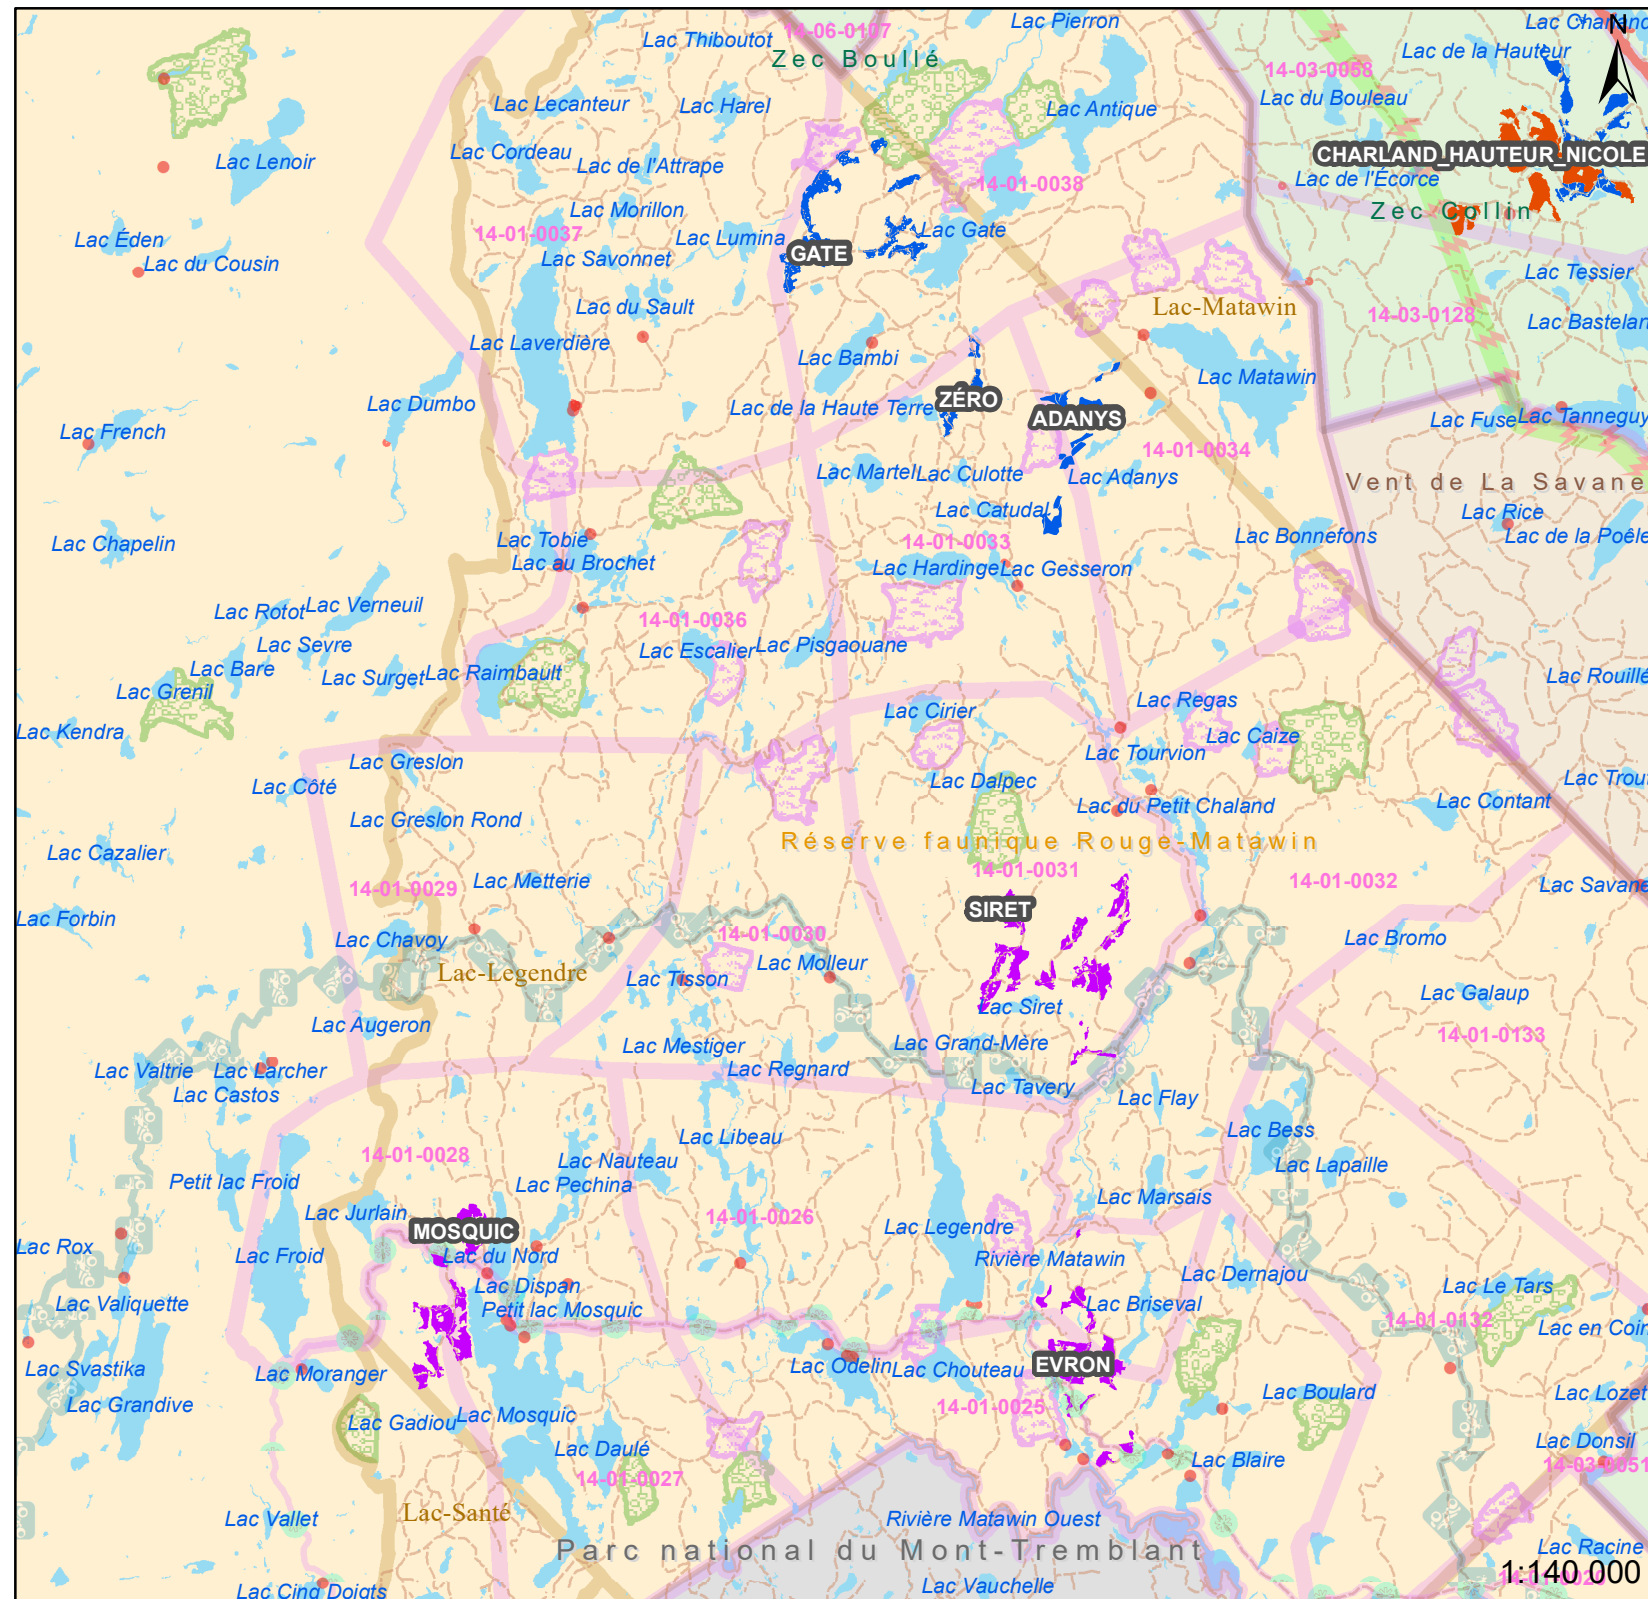 Lac Pierron
Lac Charland
N
14-06-0107
Lac Thiboutot
Zec Boullé
Lac de la Hauteur
14-03-0058
Lac du Bouleau
Lac Lecanteur
Lac Harel
Lac Antique
Lac Cordeau
Lac de l'Attrape
Lac Lenoir
CHARLAND_HAUTEUR_NICOLE
Lac de l'Écorce
14-01-0038
Zec Collin
Lac Morillon
Lac Éden
14-01-0037
Lac Lumina
Lac Gate
GATE
Lac du Cousin
Lac Savonnet
Lac Tessier
Lac du Sault
Lac-Matawin
14-03-0128
Lac Bastelan
Lac Laverdière
Lac Bambi
Lac Matawin
Lac Dumbo
Lac de la Haute Terre
ZÉRO
ADANYS
Lac Fuse
Lac Tanneguy
Lac French
14-01-0034
Lac Martel
Lac Culotte
Lac Adanys
Vent de La Savane
Lac Catudal
Lac Rice
Lac Chapelin
Lac Tobie
14-01-0033
Lac Bonnefons
Lac de la Poêle
Lac au Brochet
Lac Hardinge
Lac Gesseron
Lac Rotot
Lac Verneuil
14-01-0036
Lac Sevre
Lac Escalier
Lac Pisgaouane
Lac Bare
Lac Surget
Lac Raimbault
Lac Rouillé
Lac Grenil
Lac Cirier
Lac Regas
Lac Kendra
Lac Caize
Lac Greslon
Lac Tourvion
Lac Côté
Lac Dalpec
Lac Trout
Lac du Petit Chaland
Lac Contant
Lac Greslon Rond
Réserve faunique Rouge-Matawin
Lac Cazalier
14-01-0031
14-01-0029
Lac Metterie
14-01-0032
Lac Savane
SIRET
Lac Forbin
Lac Chavoy
14-01-0030
Lac Bromo
Lac-Legendre
Lac Tisson
Lac Molleur
Lac Galaup
Lac Siret
Lac Augeron
14-01-0133
Lac Mestiger
Lac Grand-Mère
Lac Valtrie
Lac Larcher
Lac Regnard
Lac Castos
Lac Tavery
Lac Flay
Lac Libeau
Lac Bess
14-01-0028
Lac Nauteau
Lac Lapaille
Petit lac Froid
Lac Pechina
Lac Marsais
Lac Jurlain
14-01-0026
MOSQUIC
Lac Legendre
Lac Rox
Lac Froid
Lac du Nord
Rivière Matawin
Lac Dispan
Lac Dernajou
Lac Le Tars
Lac Valiquette
Petit lac Mosquic
Lac Briseval
14-01-0132
Lac en Coin
Lac Svastika
Lac Moranger
Lac Odelin
Lac Chouteau
EVRON
Lac Boulard
Lac Lozet
Lac Grandive
14-01-0025
Lac Gadiou
Lac Mosquic
Lac Daulé
Lac Donsil
Lac Blaire
14-03-0051
14-01-0027
Lac-Santé
Lac Vallet
Rivière Matawin Ouest
Parc national du Mont-Tremblant
Lac Racine
1:140 000
Lac Cinq Doigts
Lac Vauchelle